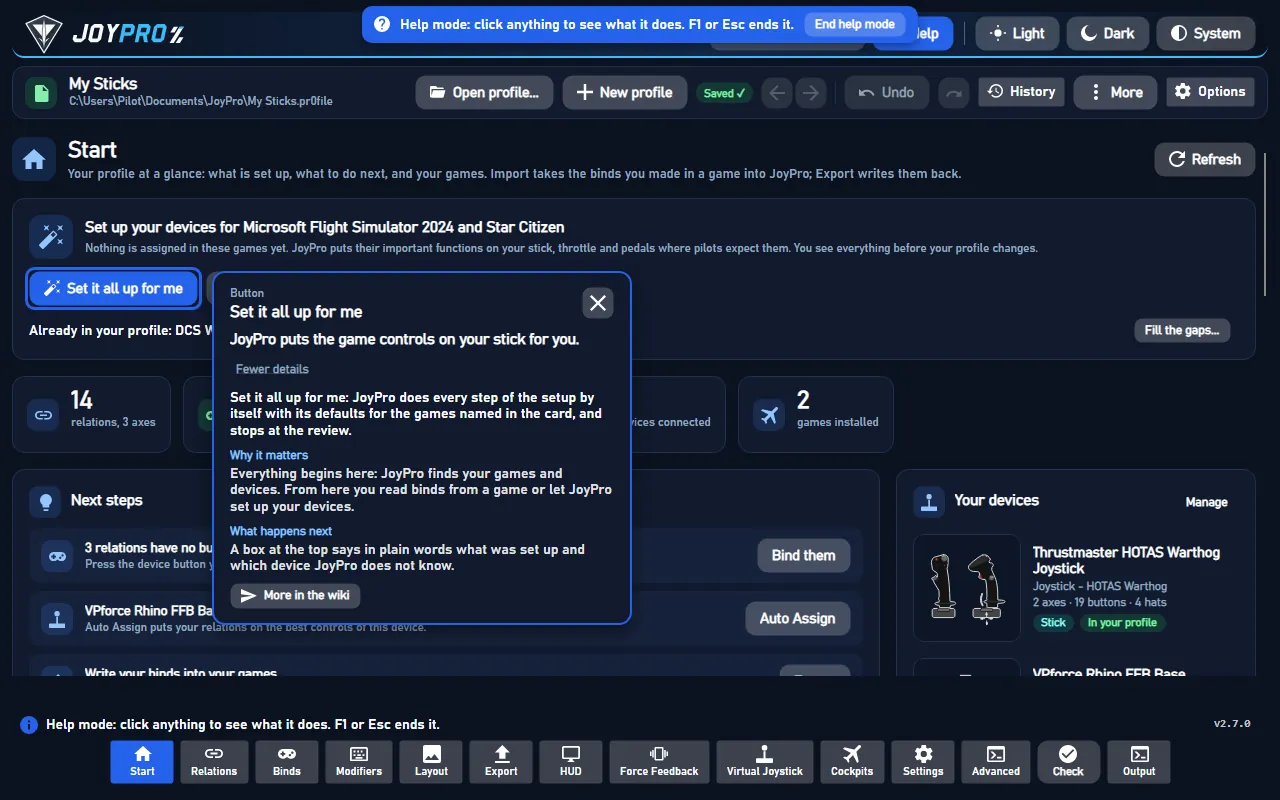 JOYPRO
Help mode: click anything to see what it does. F1 or Esc ends it.
End help mode
Light
Dark
System
My Sticks
C:\Users\Pilot\Documents\JoyPro\My Sticks.pr0file
Open profile...
New profile
Saved ✓
Undo
History
More
Options
Start
Your profile at a glance: what is set up, what to do next, and your games. Import takes the binds you made in a game into JoyPro; Export writes them back.
Refresh
Set up your devices for Microsoft Flight Simulator 2024 and Star Citizen
Nothing is assigned in these games yet. JoyPro puts their important functions on your stick, throttle and pedals where pilots expect them. You see everything before your profile changes.
Set it all up for me
Already in your profile: DCS
Fill the gaps...
Button
Set it all up for me
JoyPro puts the game controls on your stick for you.
Fewer details
Set it all up for me: JoyPro does every step of the setup by
itself with its defaults for the games named in the card, and
stops at the review.
Why it matters
Everything begins here: JoyPro finds your games and
devices. From here you read binds from a game or let JoyPro
set up your devices.
What happens next
A box at the top says in plain words what was set up and
which device JoyPro does not know.
More in the wiki
14
relations, 3 axes
connected
2
games installed
Next steps
3 relations have no
Press the device button
Bind them
VPforce Rhino FFB
Auto Assign puts your relations on the best controls of this device.
Auto Assign
Write your binds into your games
Your devices
Manage
Thrustmaster HOTAS Warthog
Joystick
Joystick - HOTAS Warthog
2 axes · 19 buttons · 4 hats
Stick
In your profile
VPforce Rhino FFB Base
Help mode: click anything to see what it does. F1 or Esc ends it.
v2.7.0
Start
Relations
Binds
Modifiers
Layout
Export
HUD
Force Feedback
Virtual Joystick
Cockpits
Settings
Advanced
Check
Output